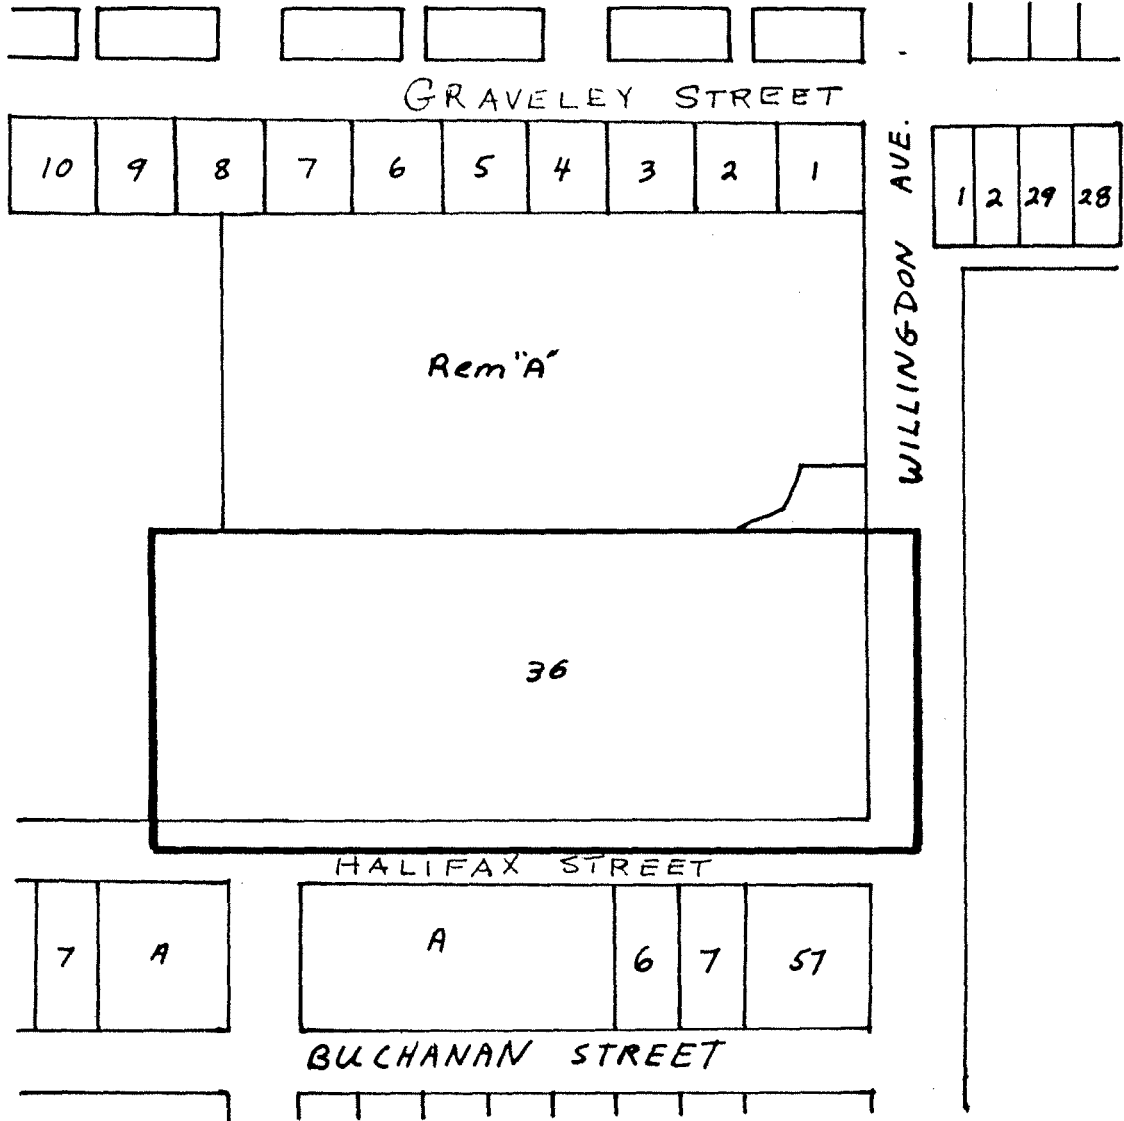 GRAVELEY STREET
10 9 8 7 6 5 4 3 2 1
WILLINGDON AVE.
1 2 29 28
Rem "A"
36
HALIFAX STREET
7 A A 6 7 57
BUCHANAN STREET